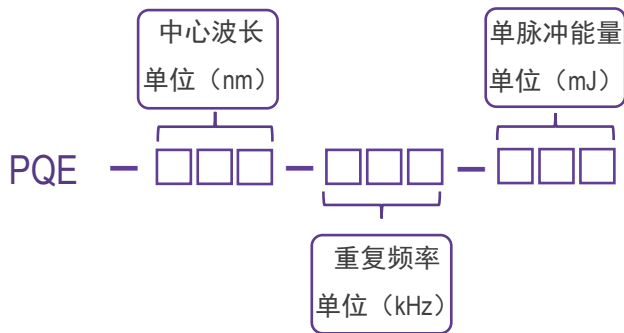 中心波长
单位（nm）
单脉冲能量
单位（mJ）
PQE － □□□ － □□□ － □□□
重复频率
单位（kHz）